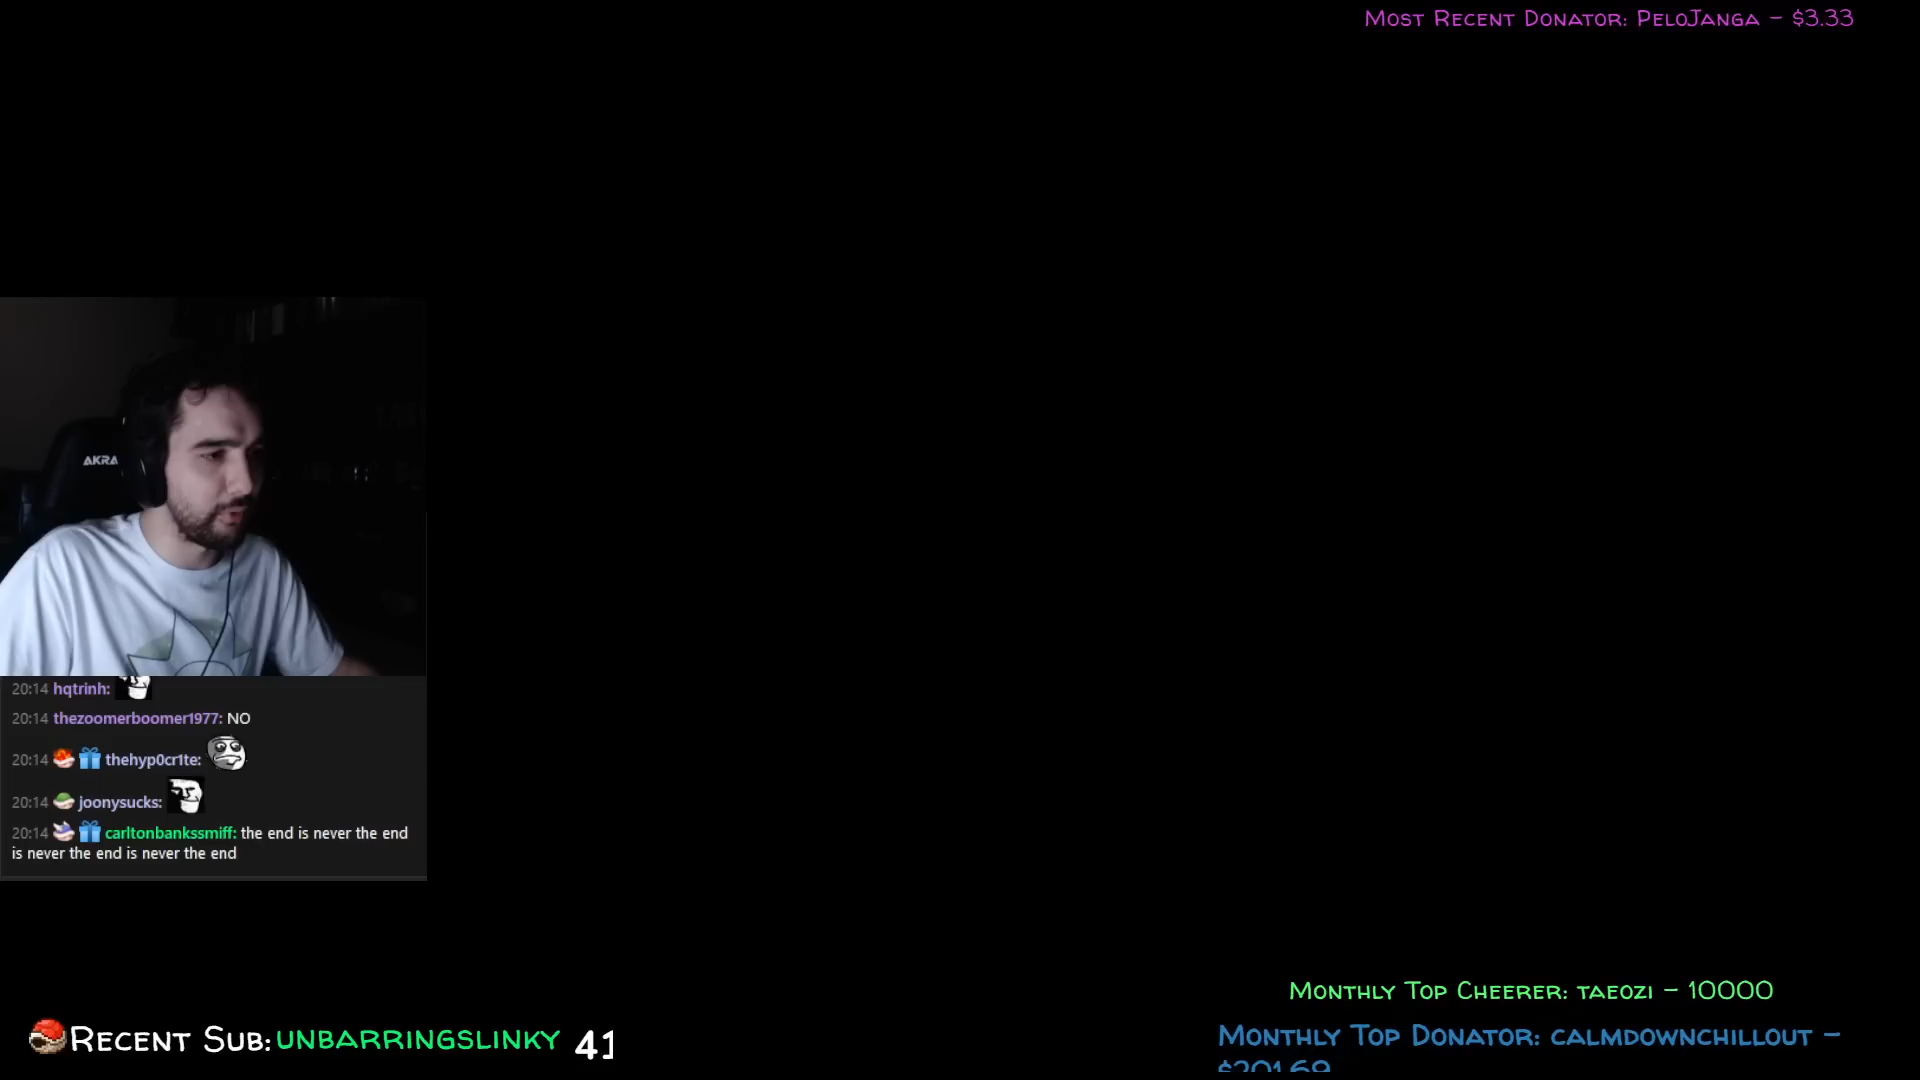 Most Recent Donator: PeloJanga - $3.33
AKRA
20:14 hqtrinh:
20:14 thezoomerboomer1977: NO
20:14 thehyp0cr1te:
20:14 joonysucks:
20:14 carltonbankssmiff: the end is never the end
is never the end is never the end
Monthly Top Cheerer: taeozi - 10000
Recent Sub: unbarringslinky 41
Monthly Top Donator: calmdownchillout -
$201.69